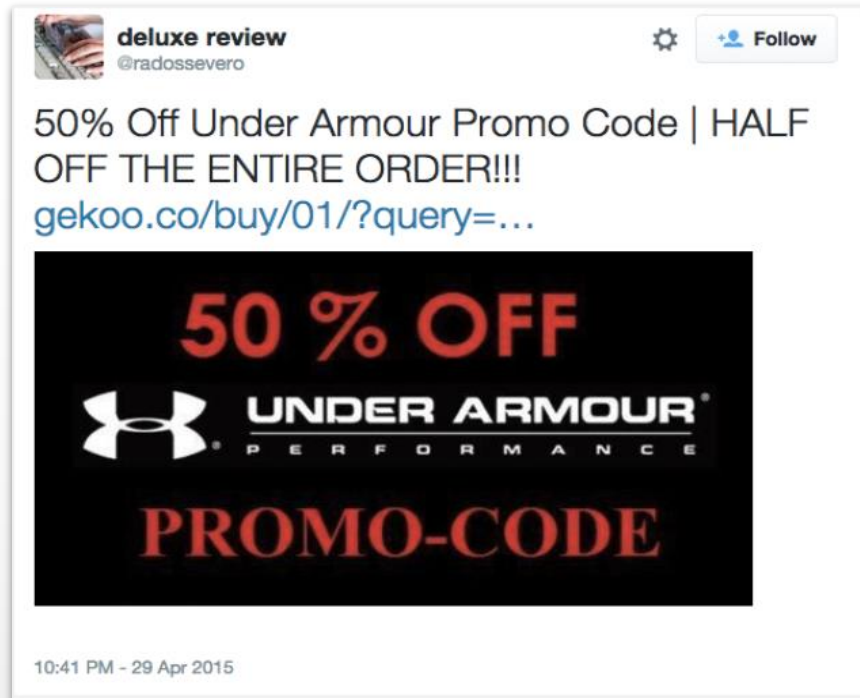 deluxe review
@radossevero
Follow
50% Off Under Armour Promo Code | HALF
OFF THE ENTIRE ORDER!!!
gekoo.co/buy/01/?query=...
50 % OFF
UNDER ARMOUR®
PERFORMANCE
PROMO-CODE
10:41 PM - 29 Apr 2015